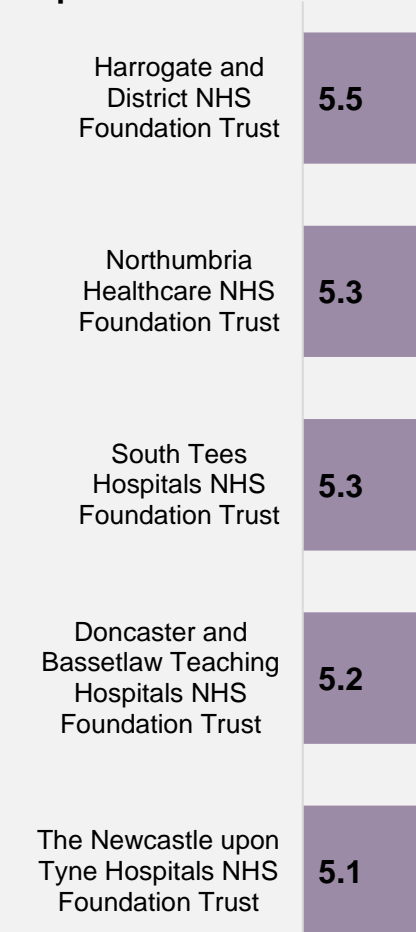 Harrogate and
District NHS
Foundation Trust
5.5
Northumbria
Healthcare NHS
Foundation Trust
5.3
South Tees
Hospitals NHS
Foundation Trust
5.3
Doncaster and
Bassetlaw Teaching
Hospitals NHS
Foundation Trust
5.2
The Newcastle upon
Tyne Hospitals NHS
Foundation Trust
5.1